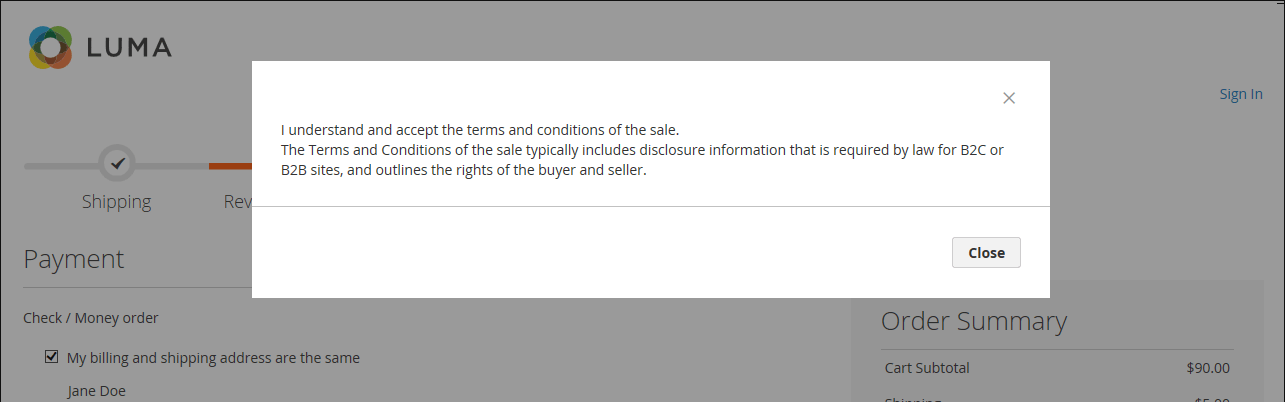 LUMA
Sign In
I understand and accept the terms and conditions of the sale.
The Terms and Conditions of the sale typically includes disclosure information that is required by law for B2C or
B2B sites, and outlines the rights of the buyer and seller.
Close
Shipping
Payment
Check / Money order
My billing and shipping address are the same
Jane Doe
Order Summary
Cart Subtotal $90.00
Shipping $5.00